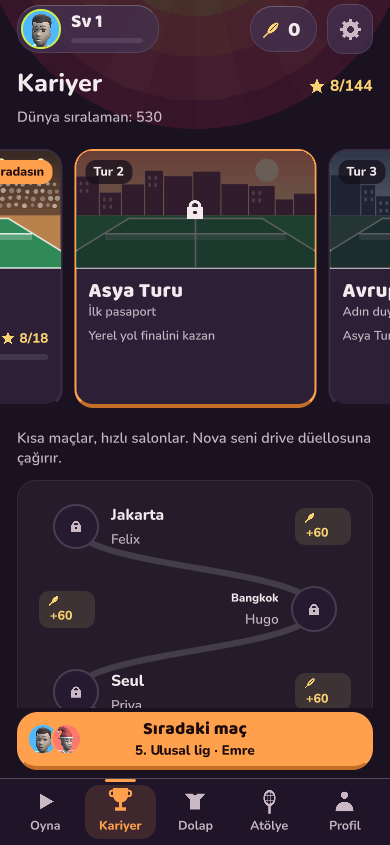 Sv 1
0
Kariyer
8/144
Dünya sıralaman: 530
radasın
Tur 2
Tur 3
Asya Turu
İlk pasaport
Yerel yol finalini kazan
8/18
Avru
Adın duy
Asya Tur
Kısa maçlar, hızlı salonlar. Nova seni drive düellosuna
çağırır.
Jakarta
Felix
+60
Bangkok
Hugo
+60
Seul
Priya
+60
Sıradaki maç
5. Ulusal lig · Emre
Oyna
Kariyer
Dolap
Atölye
Profil